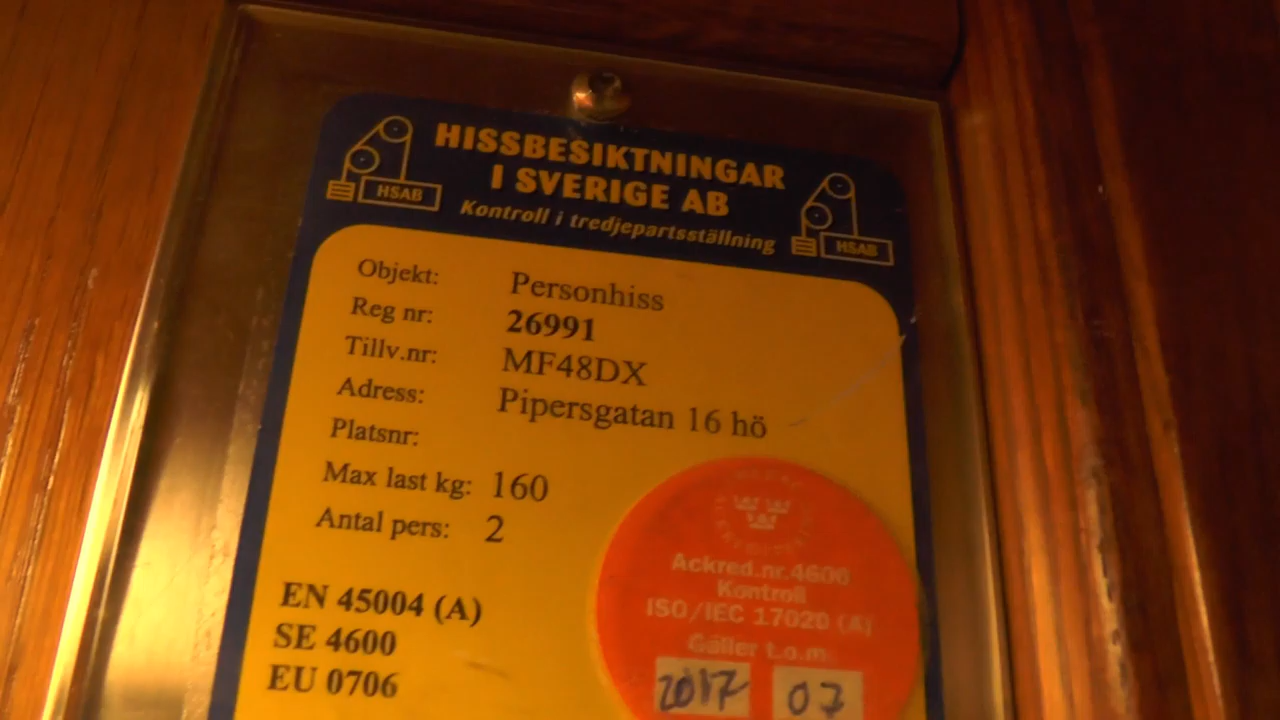 HISSBESIKTNINGAR
I SVERIGE AB
Kontroll i tredjepartsställning
HSAB
HSAB
Objekt: Personhiss
Reg nr: 26991
Tillv.nr: MF48DX
Adress: Pipersgatan 16 hö
Platsnr:
Max last kg: 160
Antal pers: 2
EN 45004 (A)
SE 4600
EU 0706
Ackred.nr.4606
Kontroll
ISO/IEC 17020 (A)
Gäller t.o.m.
2017 07